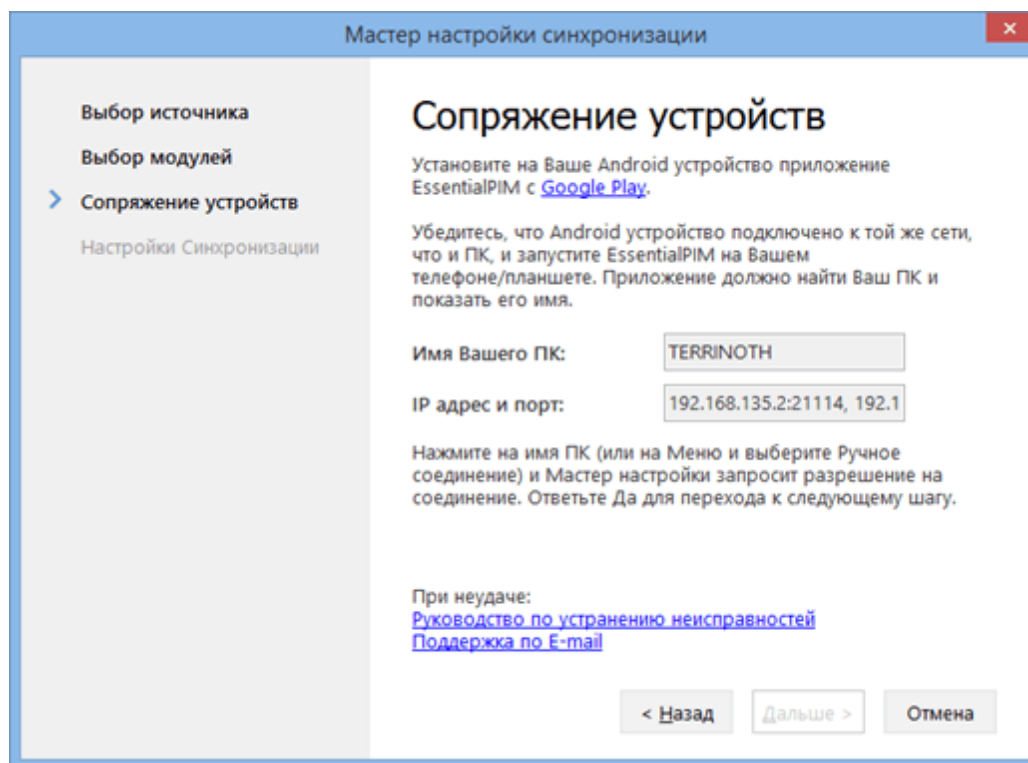 Мастер настройки синхронизации
Выбор источника
Выбор модулей
Сопряжение устройств
Настройки Синхронизации
Сопряжение устройств
Установите на Ваше Android устройство приложение
EssentialPIM с Google Play.
Убедитесь, что Android устройство подключено к той же сети,
что и ПК, и запустите EssentialPIM на Вашем
телефоне/планшете. Приложение должно найти Ваш ПК и
показать его имя.
Имя Вашего ПК: TERRINOTH
IP адрес и порт: 192.168.135.2:21114, 192.1
Нажмите на имя ПК (или на Меню и выберите Ручное
соединение) и Мастер настройки запросит разрешение на
соединение. Ответьте Да для перехода к следующему шагу.
При неудаче:
Руководство по устранению неисправностей
Поддержка по E-mail
< Назад Дальше > Отмена